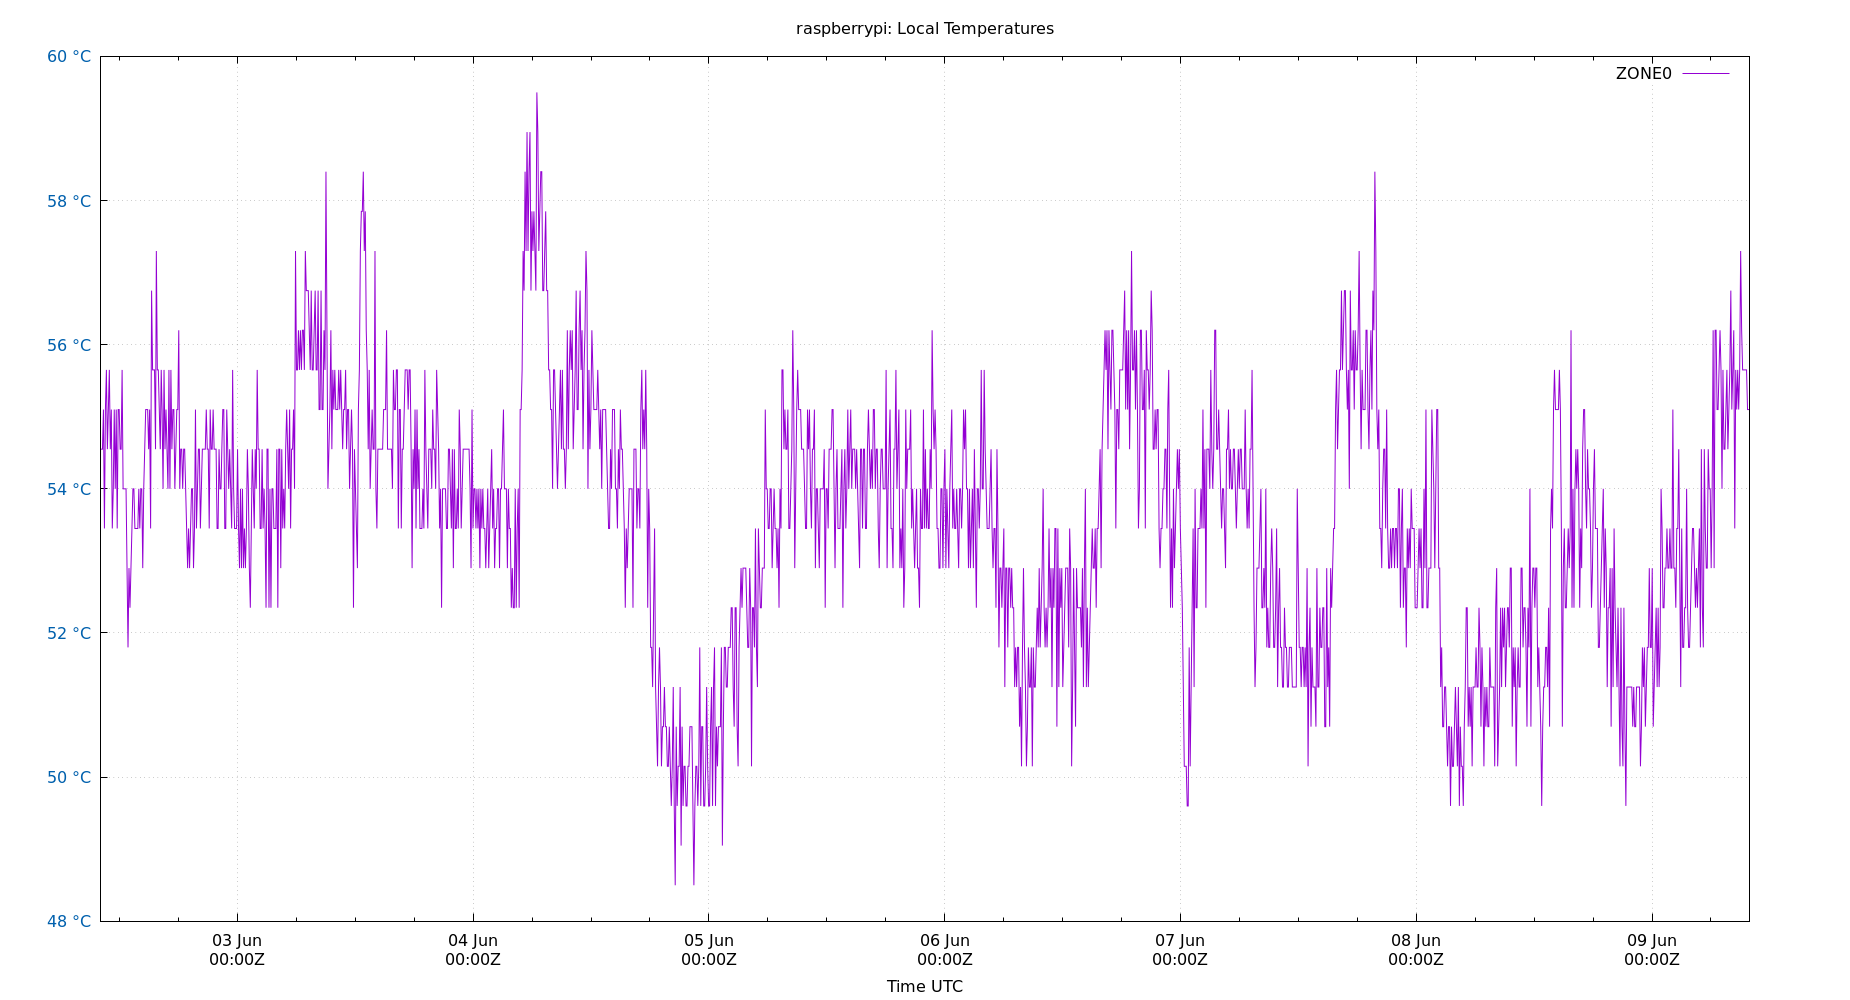 raspberrypi: Local Temperatures
60 °C
ZONE0
58 °C
56 °C
54 °C
52 °C
50 °C
48 °C
03 Jun 04 Jun 05 Jun 06 Jun 07 Jun 08 Jun 09 Jun
00:00Z 00:00Z 00:00Z 00:00Z 00:00Z 00:00Z 00:00Z
Time UTC